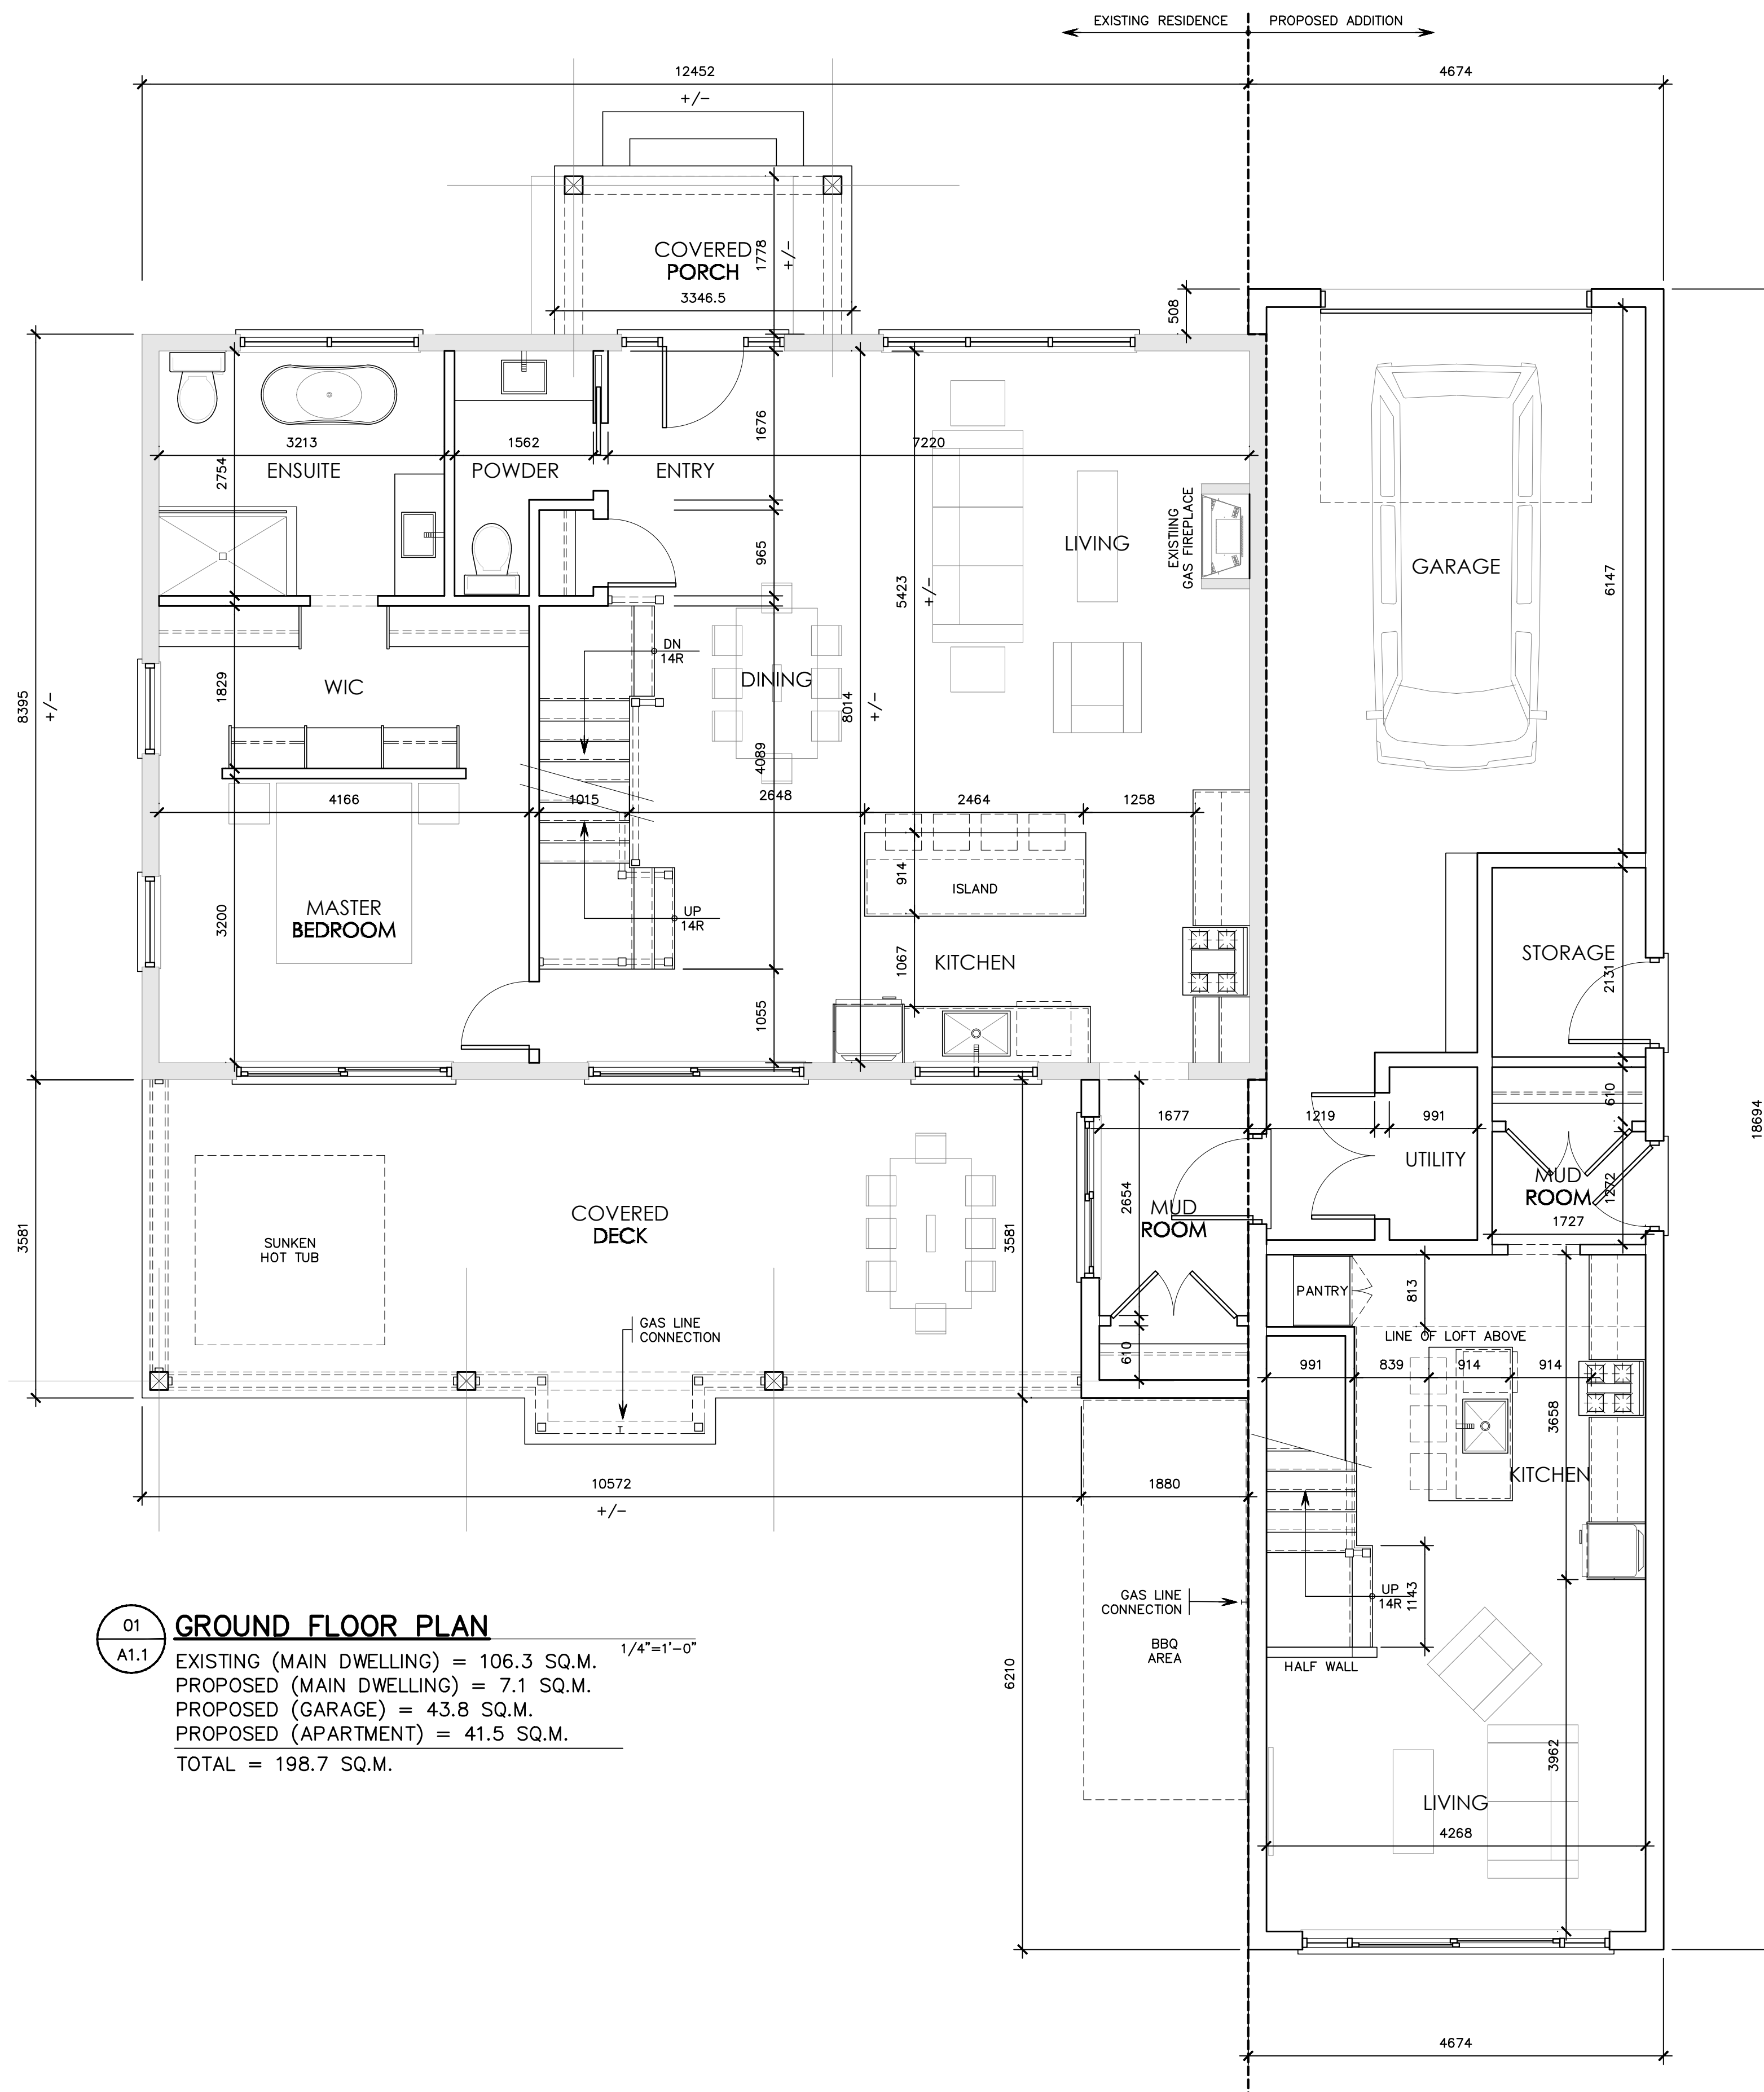 EXISTING RESIDENCE
PROPOSED ADDITION
12452
+/-
4674
COVERED
PORCH
1778
+/-
3346.5
508
3213
1562
7220
1676
2754
ENSUITE
POWDER
ENTRY
965
5423
+/-
LIVING
EXISTIING
GAS FIREPLACE
GARAGE
6147
DN
14R
WIC
1829
DINING
8395
+/-
8014
+/-
4089
4166
1015
2648
2464
1258
914
ISLAND
MASTER
BEDROOM
3200
UP
14R
1067
KITCHEN
STORAGE
2131
1055
610
1677
1219
991
18694
UTILITY
MUD
ROOM
1272
1727
2654
MUD
ROOM
COVERED
DECK
3581
3581
SUNKEN
HOT TUB
PANTRY
813
GAS LINE
CONNECTION
610
LINE OF LOFT ABOVE
991
839
914
914
3658
KITCHEN
10572
+/-
1880
GAS LINE
CONNECTION
UP
14R
1143
BBQ
AREA
HALF WALL
6210
01
A1.1
GROUND FLOOR PLAN
1/4"=1'-0"
EXISTING (MAIN DWELLING) = 106.3 SQ.M.
PROPOSED (MAIN DWELLING) = 7.1 SQ.M.
PROPOSED (GARAGE) = 43.8 SQ.M.
PROPOSED (APARTMENT) = 41.5 SQ.M.
TOTAL = 198.7 SQ.M.
3962
LIVING
4268
4674